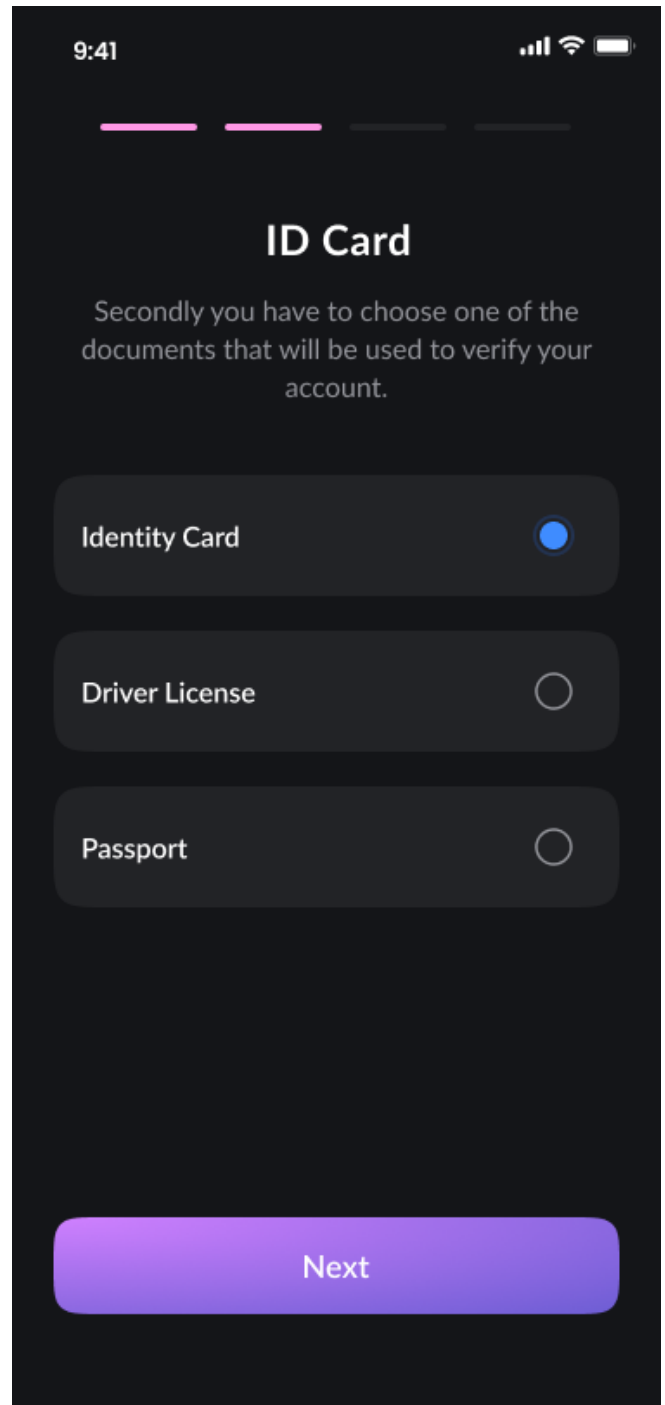 9:41
ID Card
Secondly you have to choose one of the
documents that will be used to verify your
account.
Identity Card
Driver License
Passport
Next